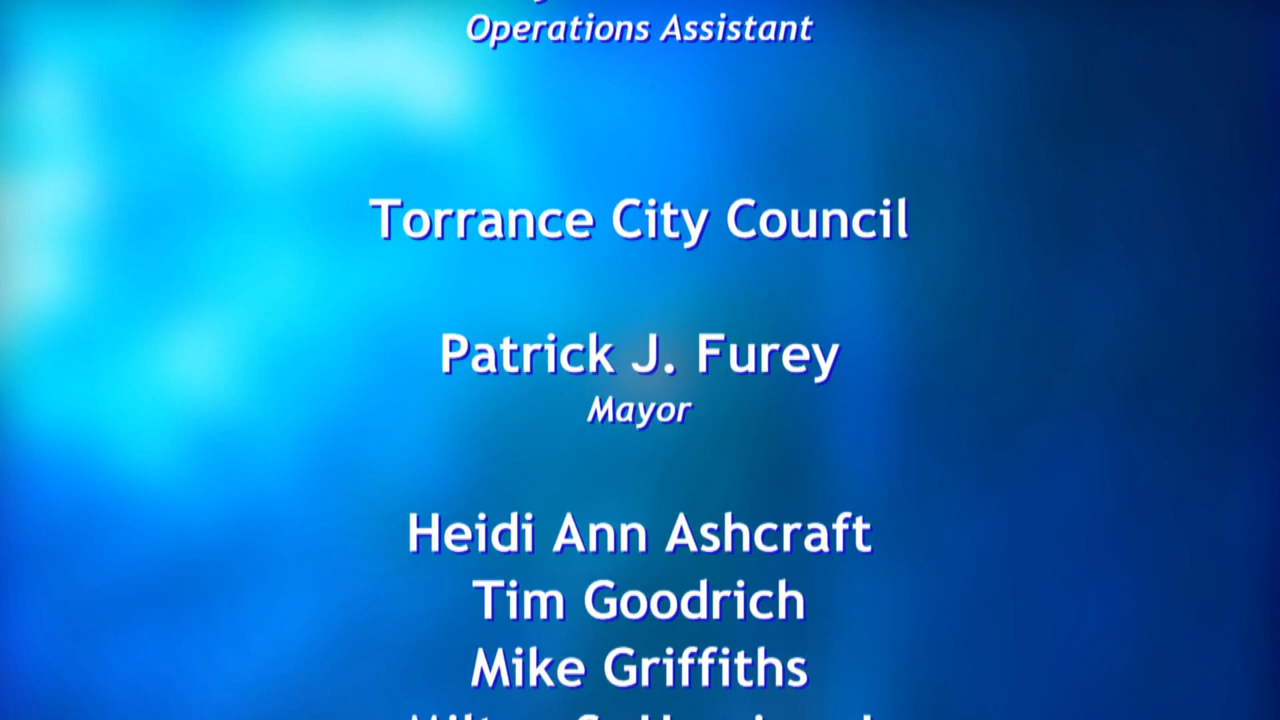 Operations Assistant
Torrance City Council
Patrick J. Furey
Mayor
Heidi Ann Ashcraft
Tim Goodrich
Mike Griffiths